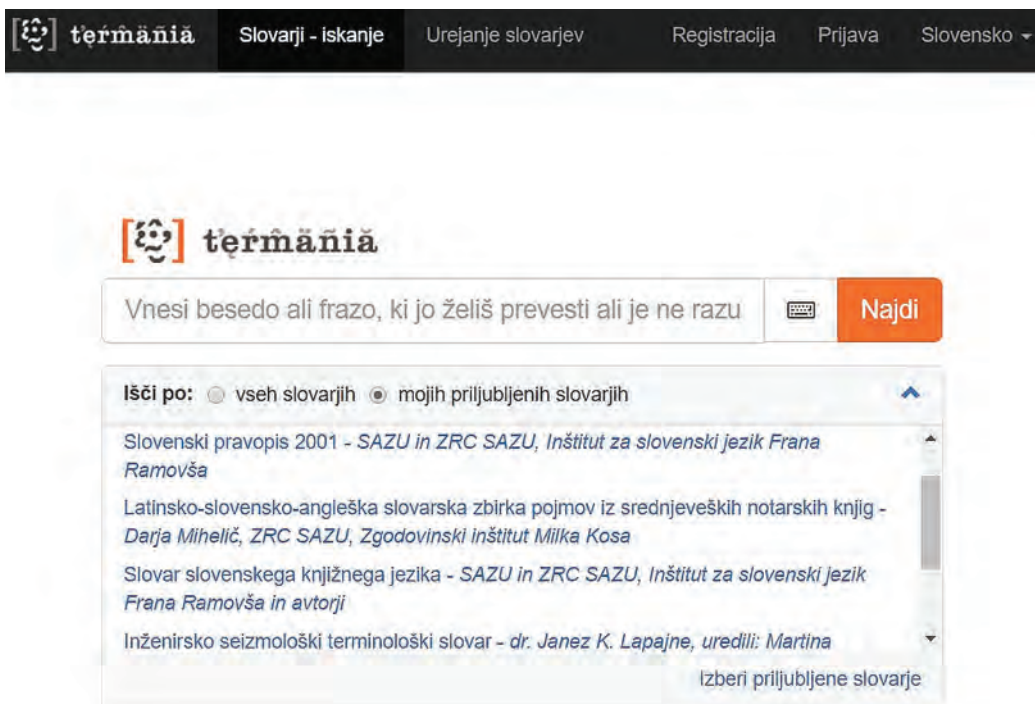 [ ] t'ęŕm̂äñiă Slovarji - iskanje Urejanje slovarjev Registracija Prijava Slovensko
[ ] t'ęŕm̂äñiă
Vnesi besedo ali frazo, ki jo želiš prevesti ali je ne razu Najdi
Išči po: vseh slovarjih mojih priljubljenih slovarjih
Slovenski pravopis 2001 - SAZU in ZRC SAZU, Inštitut za slovenski jezik Frana
Ramovša
Latinsko-slovensko-angleška slovarska zbirka pojmov iz srednjeveških notarskih knjig -
Darja Mihelič, ZRC SAZU, Zgodovinski inštitut Milka Kosa
Slovar slovenskega knjižnega jezika - SAZU in ZRC SAZU, Inštitut za slovenski jezik
Frana Ramovša in avtorji
Inženirsko seizmološki terminološki slovar - dr. Janez K. Lapajne, uredili: Martina
Izberi priljubljene slovarje